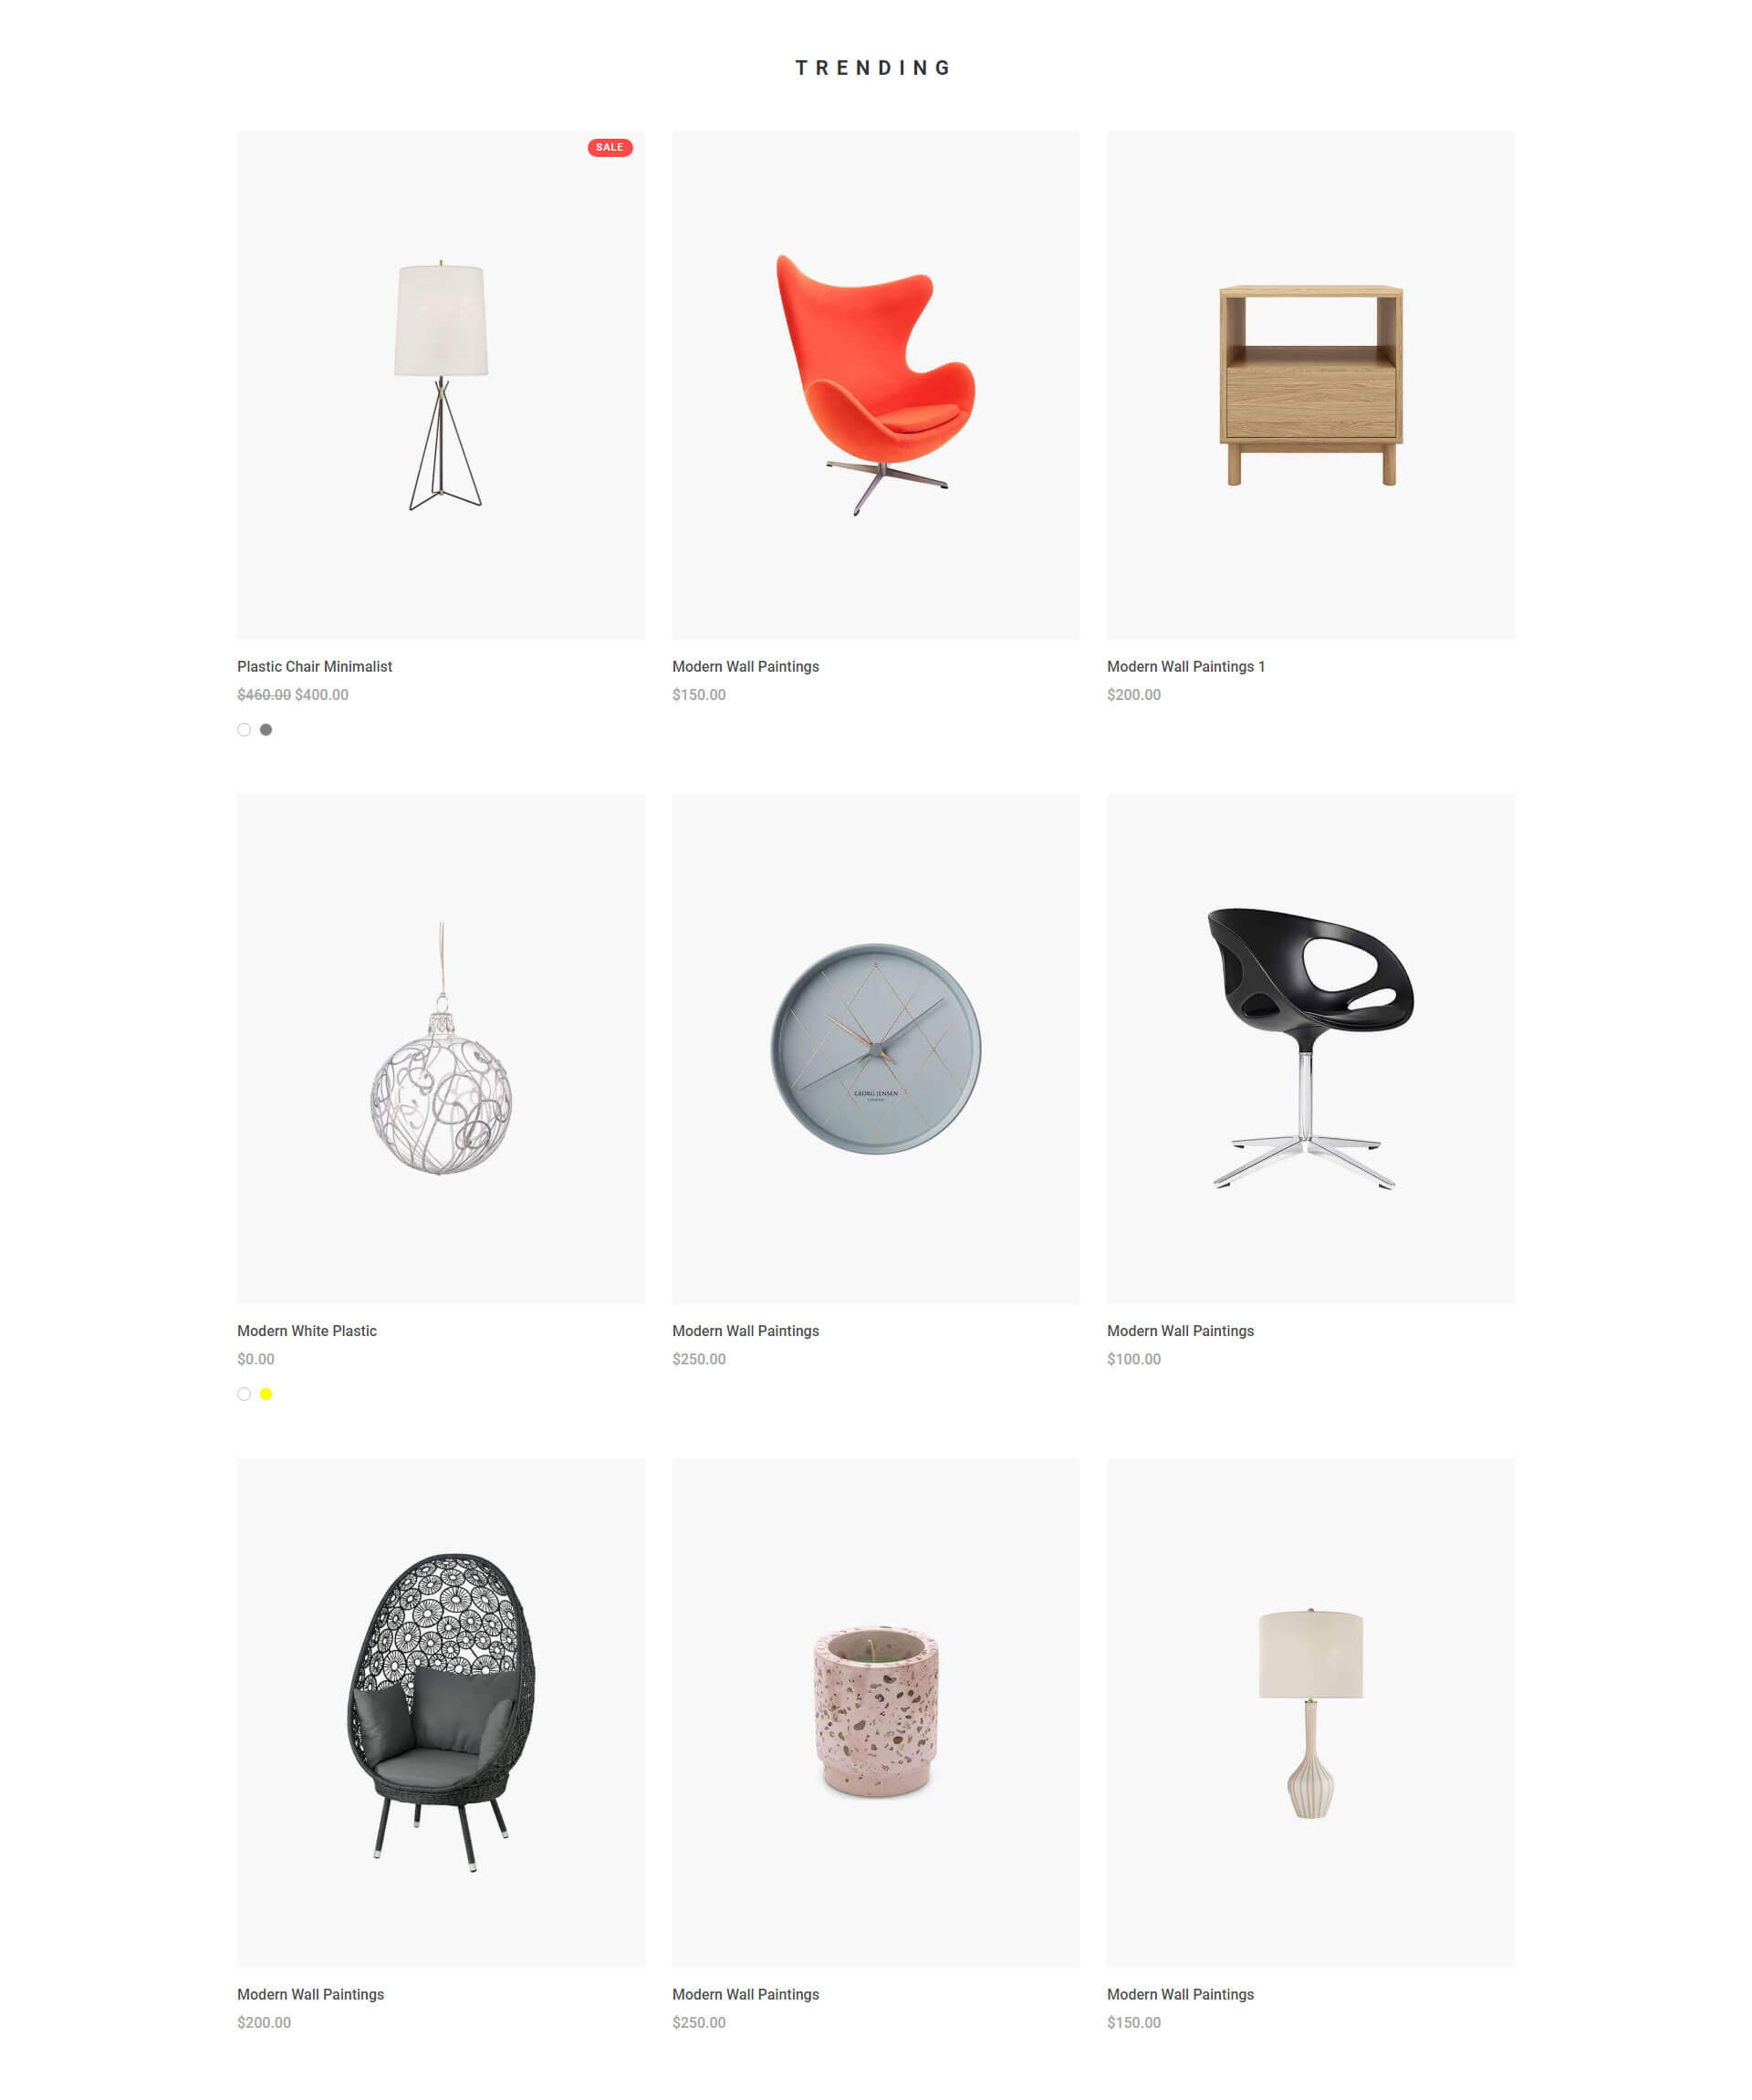 TRENDING
SALE
Plastic Chair Minimalist
$460.00 $400.00
Modern Wall Paintings
$150.00
Modern Wall Paintings 1
$200.00
GEORG JENSEN
Modern White Plastic
$0.00
Modern Wall Paintings
$250.00
Modern Wall Paintings
$100.00
Modern Wall Paintings
$200.00
Modern Wall Paintings
$250.00
Modern Wall Paintings
$150.00